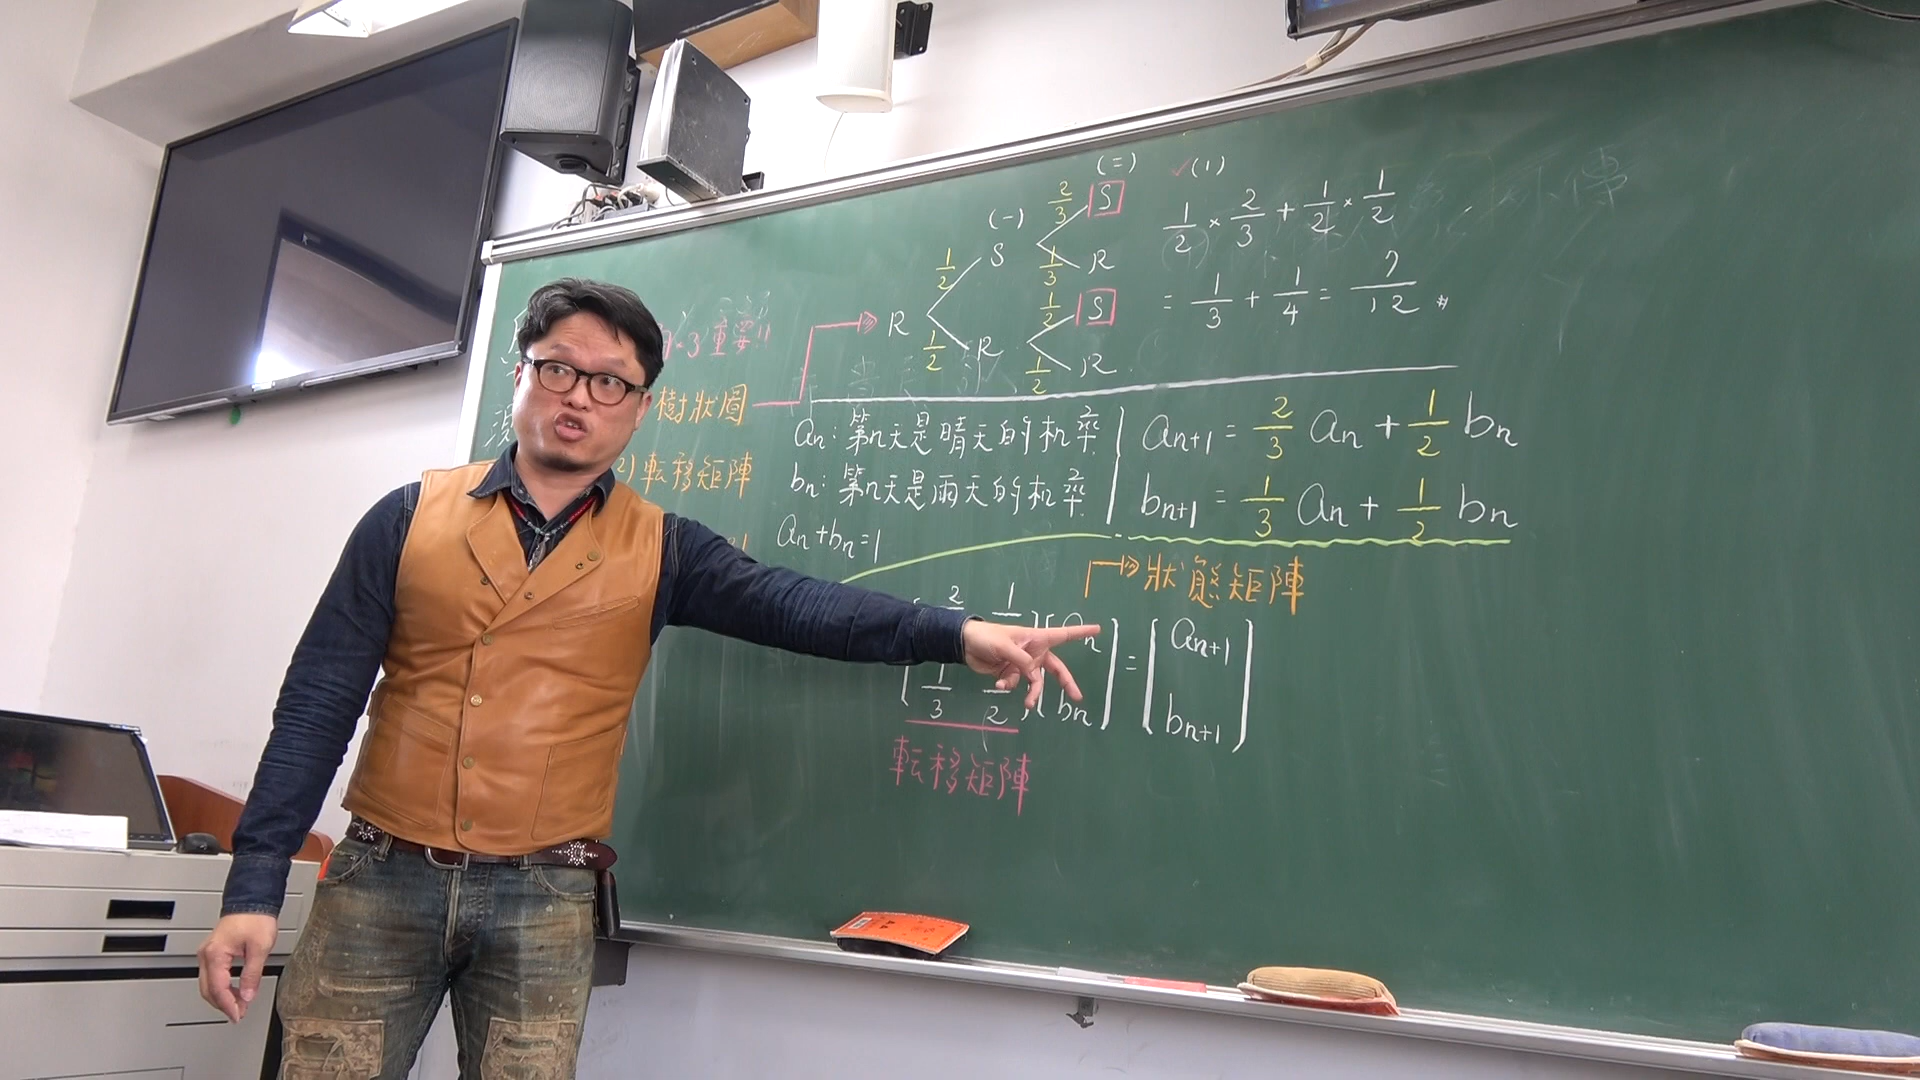 重要!!
樹狀圖
2) 転移矩陣
(一) (二)
R 1/2 S 2/3 S
1/3 R
1/2 R 1/2 S
1/2 R
✓(1)
1/2 × 2/3 + 1/2 × 1/2
= 1/3 + 1/4 = 7/12 #
an: 第n天是晴天的机率
bn: 第n天是雨天的机率
an+bn=1
an+1 = 2/3 an + 1/2 bn
bn+1 = 1/3 an + 1/2 bn
狀態矩陣
[2 1 / 1/3 1/2] [an / bn] = [an+1 / bn+1]
転移矩陣